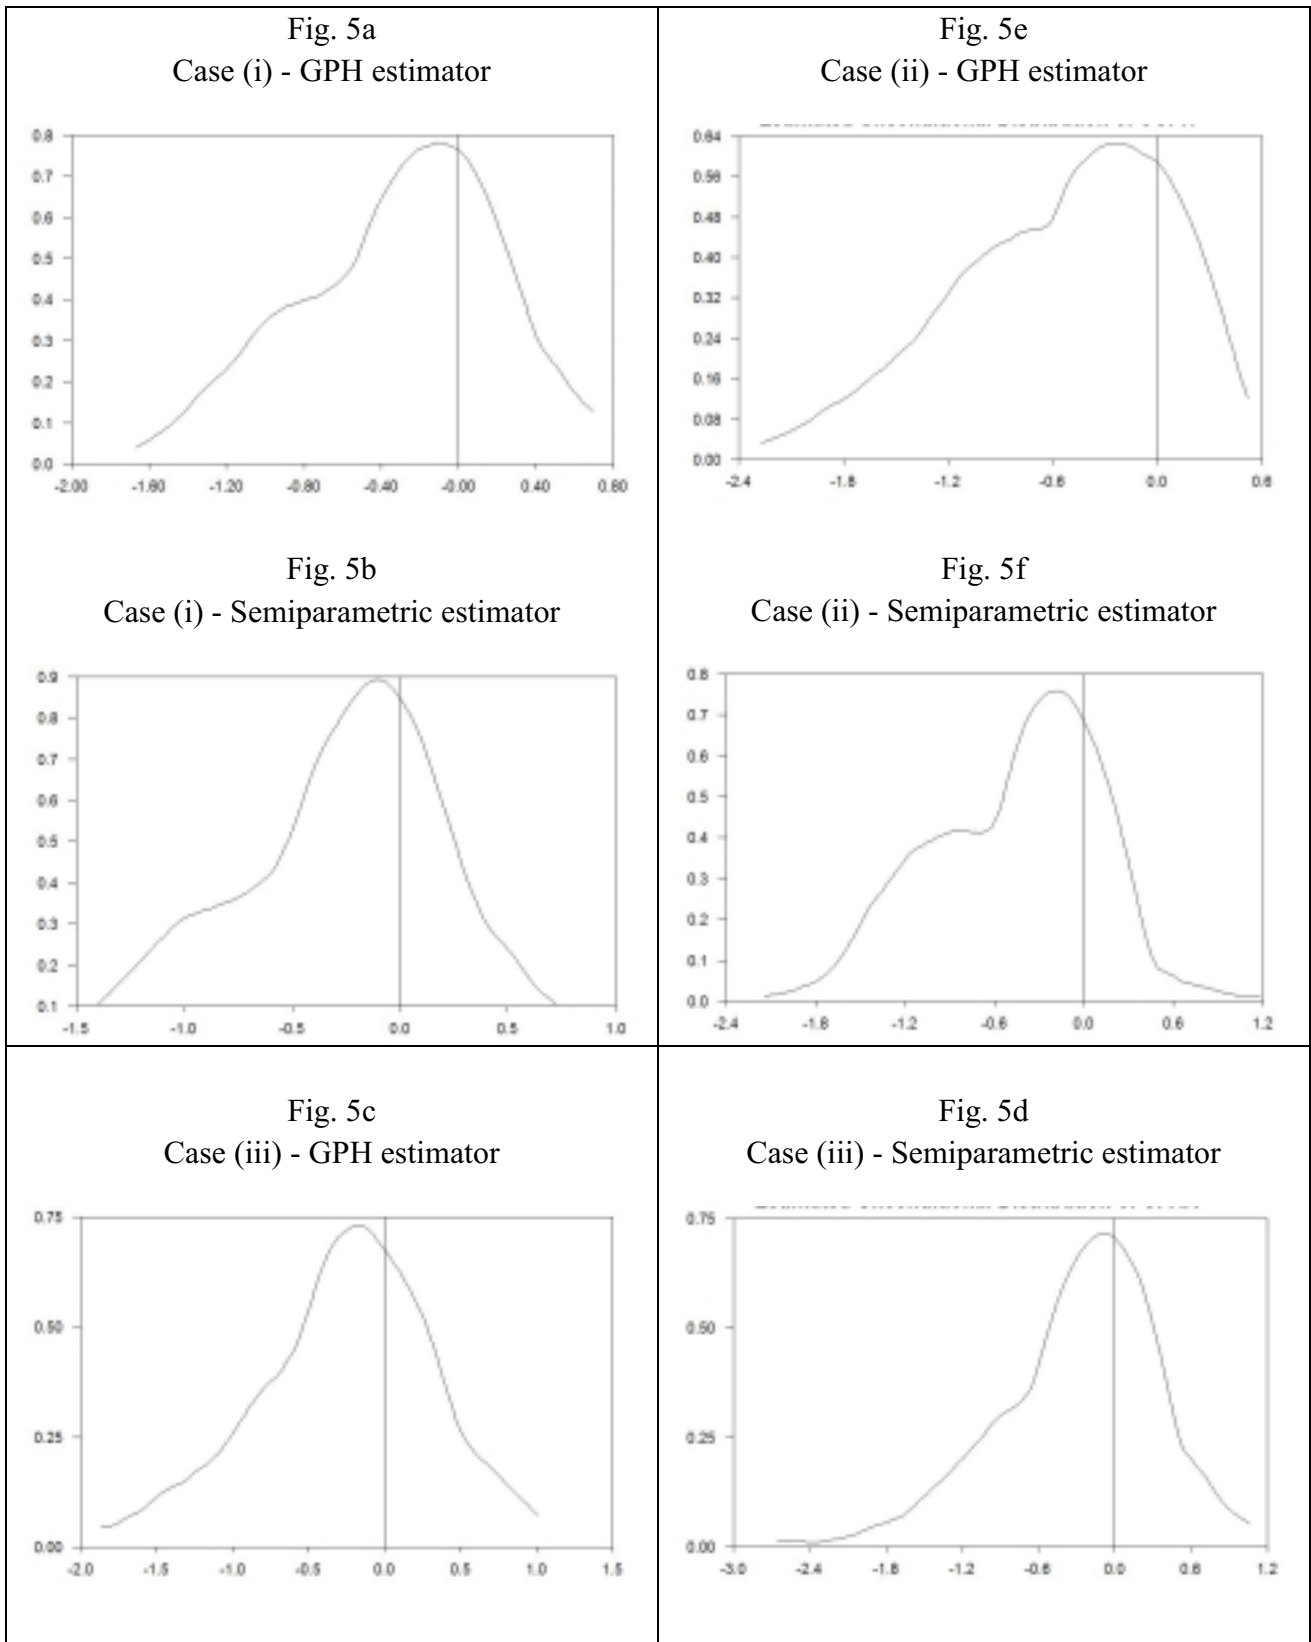 Fig. 5a
Case (i) - GPH estimator
0.8
0.7
0.6
0.5
0.4
0.3
0.2
0.1
0.0
-2.00 -1.60 -1.20 -0.80 -0.40 -0.00 0.40 0.80
Fig. 5e
Case (ii) - GPH estimator
0.64
0.56
0.48
0.40
0.32
0.24
0.16
0.08
0.00
-2.4 -1.8 -1.2 -0.6 0.0 0.6
Fig. 5b
Case (i) - Semiparametric estimator
0.9
0.8
0.7
0.6
0.5
0.4
0.3
0.2
0.1
-1.5 -1.0 -0.5 0.0 0.5 1.0
Fig. 5f
Case (ii) - Semiparametric estimator
0.8
0.7
0.6
0.5
0.4
0.3
0.2
0.1
0.0
-2.4 -1.8 -1.2 -0.6 0.0 0.6 1.2
Fig. 5c
Case (iii) - GPH estimator
0.75
0.50
0.25
0.00
-2.0 -1.5 -1.0 -0.5 0.0 0.5 1.0 1.5
Fig. 5d
Case (iii) - Semiparametric estimator
0.75
0.50
0.25
0.00
-3.0 -2.4 -1.8 -1.2 -0.6 0.0 0.6 1.2